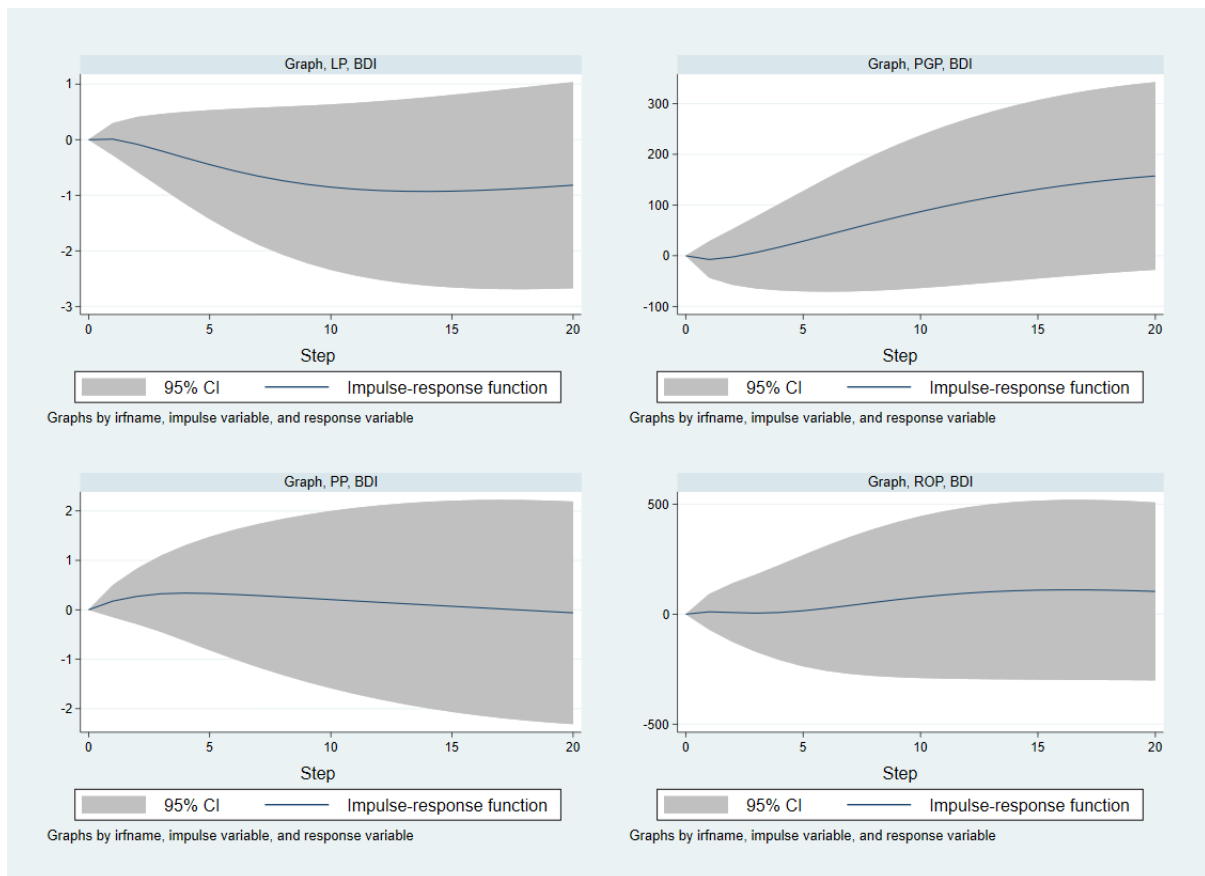 Graph, LP, BDI
1
0
-1
-2
-3
0 5 10 15 20
Step
95% CI Impulse-response function
Graphs by irfname, impulse variable, and response variable
Graph, PGP, BDI
300
200
100
0
-100
0 5 10 15 20
Step
95% CI Impulse-response function
Graphs by irfname, impulse variable, and response variable
Graph, PP, BDI
2
1
0
-1
-2
0 5 10 15 20
Step
95% CI Impulse-response function
Graphs by irfname, impulse variable, and response variable
Graph, ROP, BDI
500
0
-500
0 5 10 15 20
Step
95% CI Impulse-response function
Graphs by irfname, impulse variable, and response variable